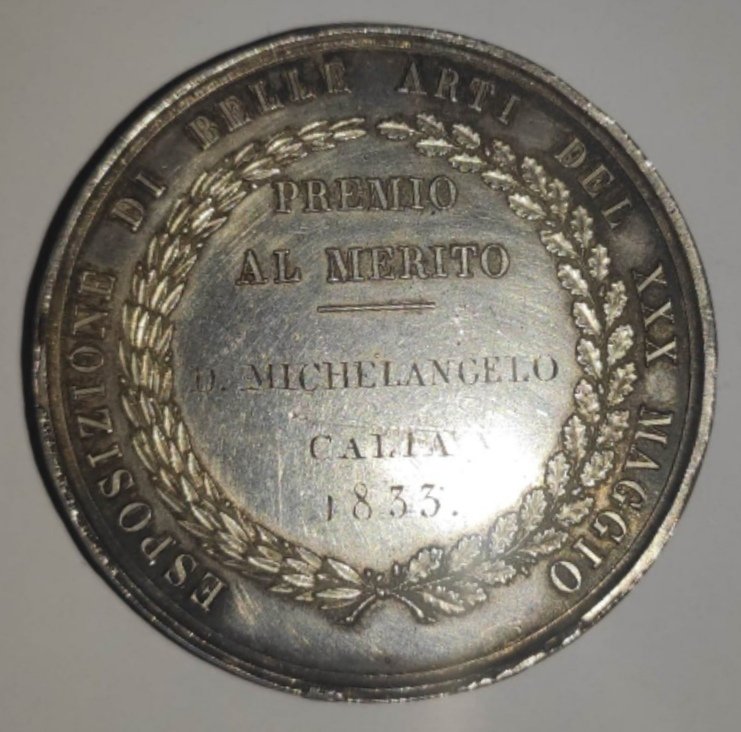 ESPOSIZIONE DI BELLE ARTI DEL XXX MAGGIO
PREMIO
AL MERITO
D. MICHELANGELO
1833.